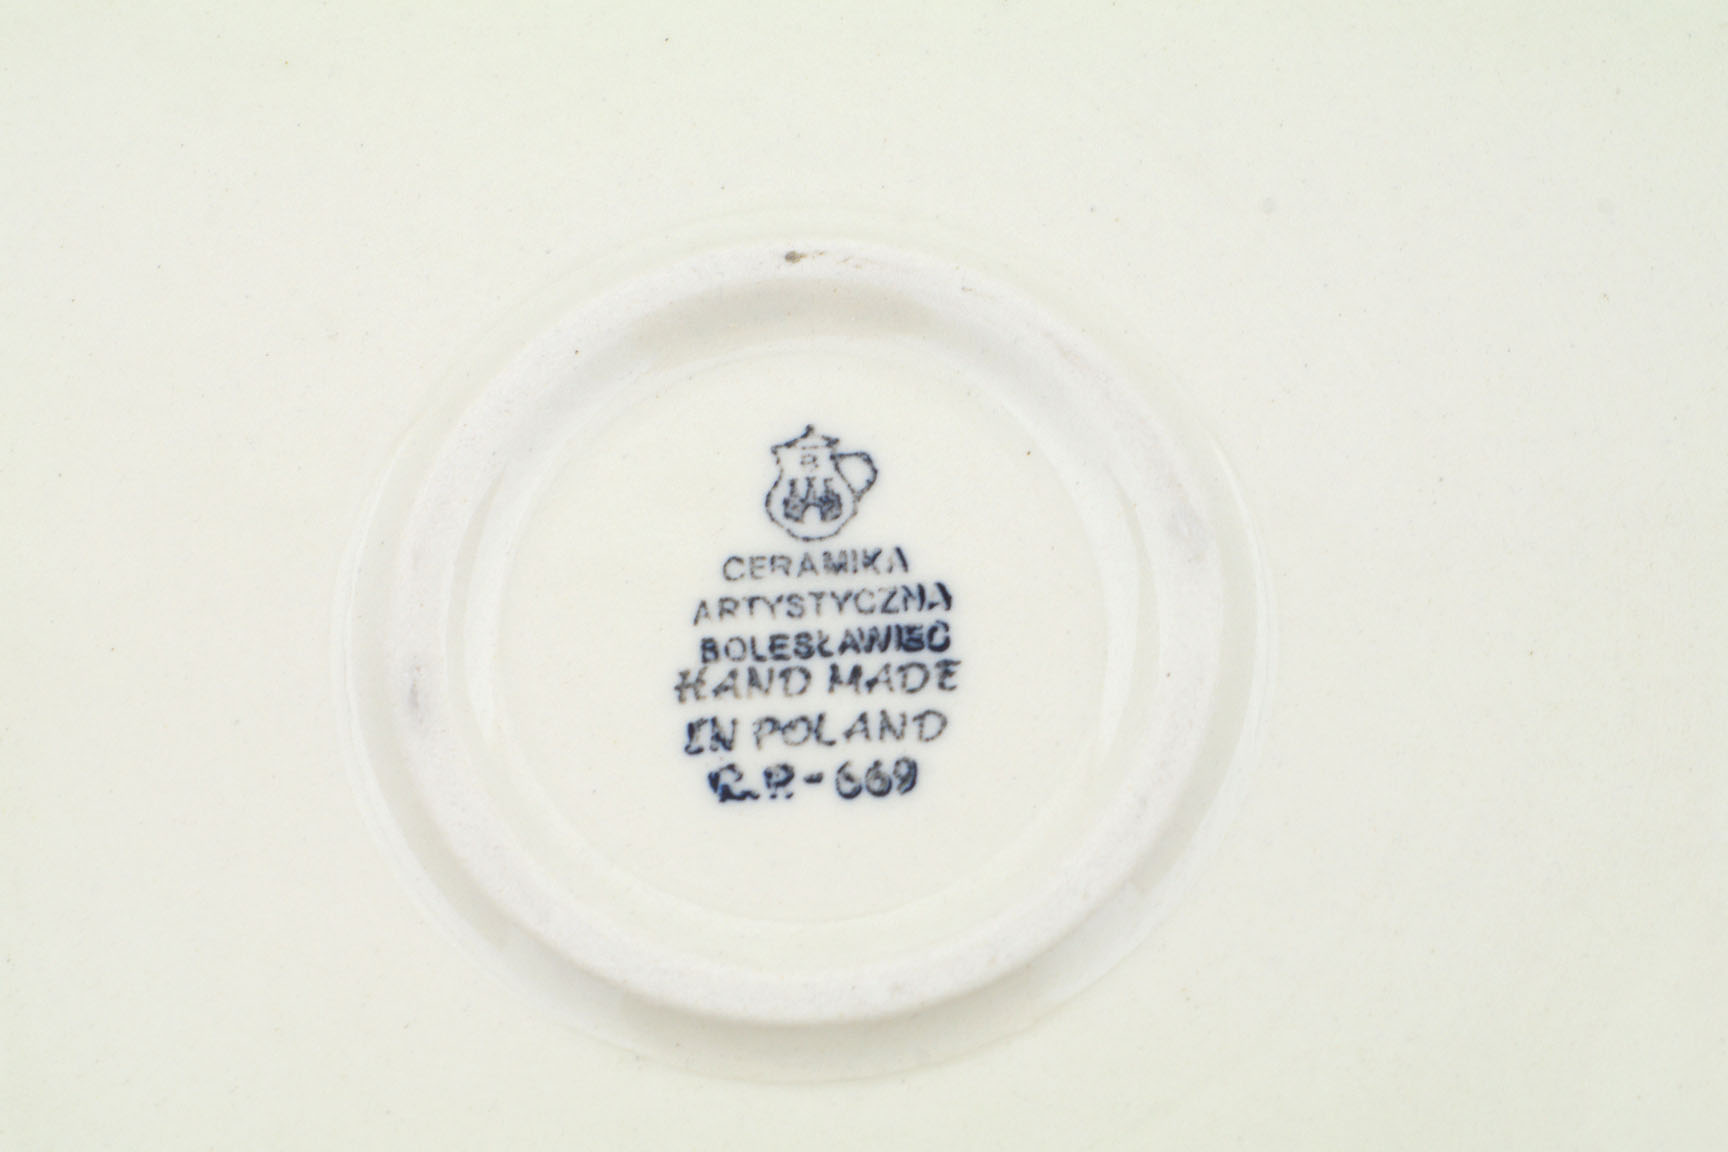 B
CERAMIKA
ARTYSTYCZNA
BOLESŁAWIEC
HAND MADE
IN POLAND
R.R-669